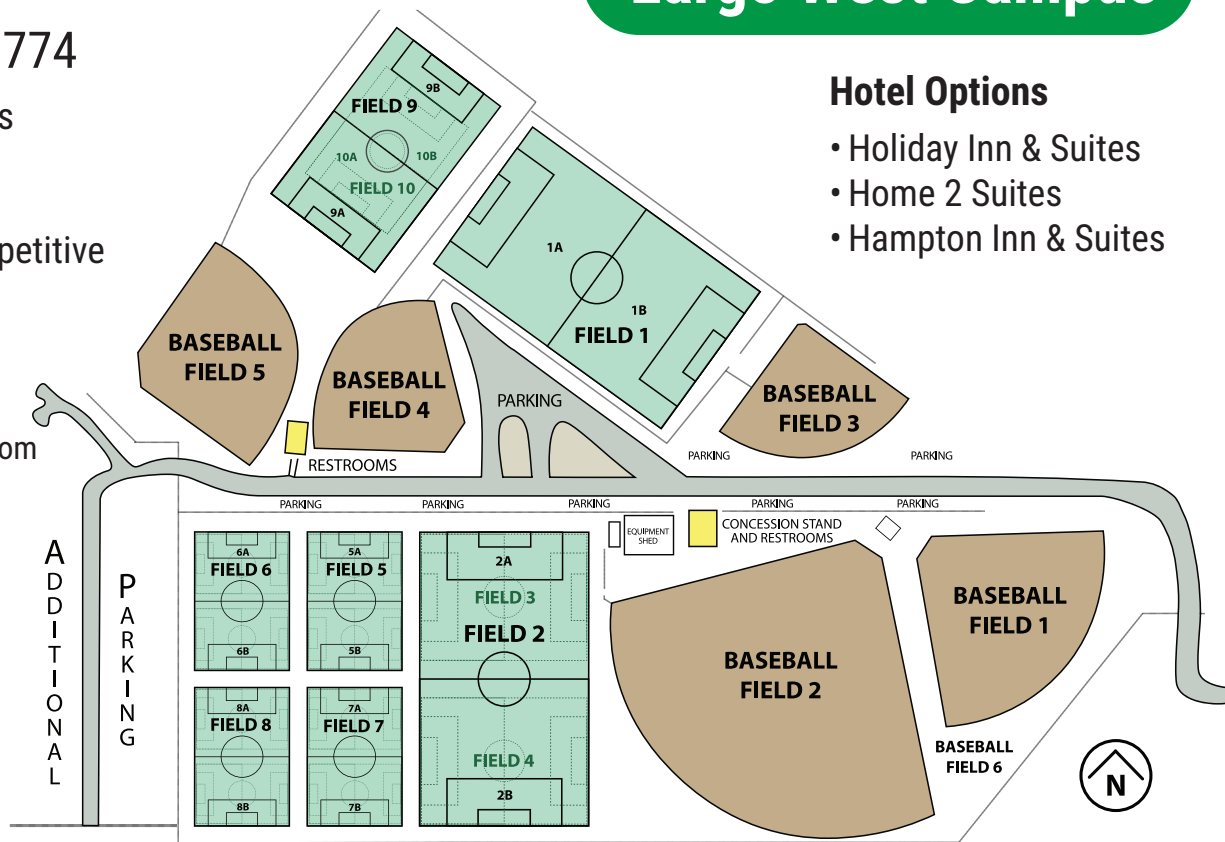 Largo West Campus
774
s
petitive
om
Hotel Options
• Holiday Inn & Suites
• Home 2 Suites
• Hampton Inn & Suites
9B
FIELD 9
10A
10B
FIELD 10
9A
1A
1B
FIELD 1
BASEBALL
FIELD 5
BASEBALL
FIELD 4
PARKING
BASEBALL
FIELD 3
RESTROOMS
PARKING
PARKING
PARKING
PARKING
PARKING
PARKING
PARKING
EQUIPMENT
SHED
CONCESSION STAND
AND RESTROOMS
ADDITIONAL
PARKING
6A
FIELD 6
6B
5A
FIELD 5
5B
2A
FIELD 3
FIELD 2
FIELD 4
2B
8A
FIELD 8
8B
7A
FIELD 7
7B
BASEBALL
FIELD 2
BASEBALL
FIELD 1
BASEBALL
FIELD 6
N